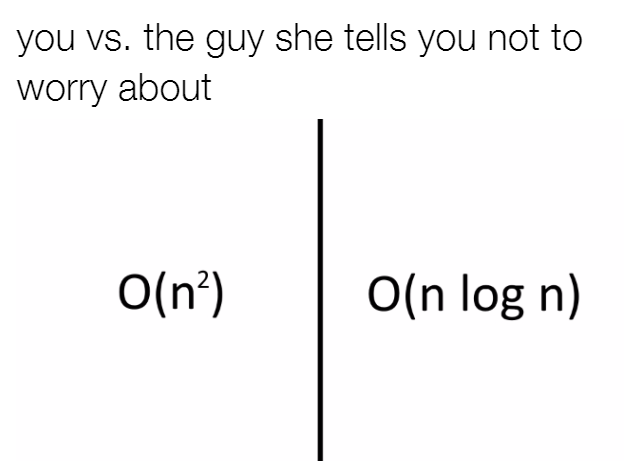 you vs. the guy she tells you not to
worry about
O(n²)
O(n log n)